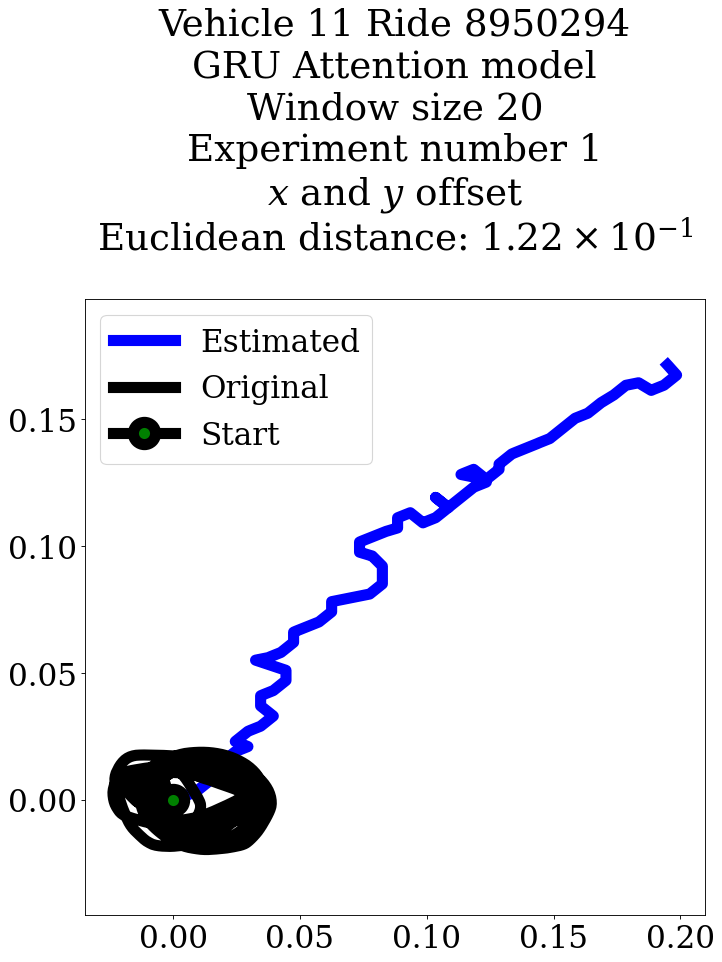 Vehicle 11 Ride 8950294
GRU Attention model
Window size 20
Experiment number 1
x and y offset
Euclidean distance: 1.22 × 10⁻¹
Estimated
Original
Start
0.15
0.10
0.05
0.00
0.00 0.05 0.10 0.15 0.20